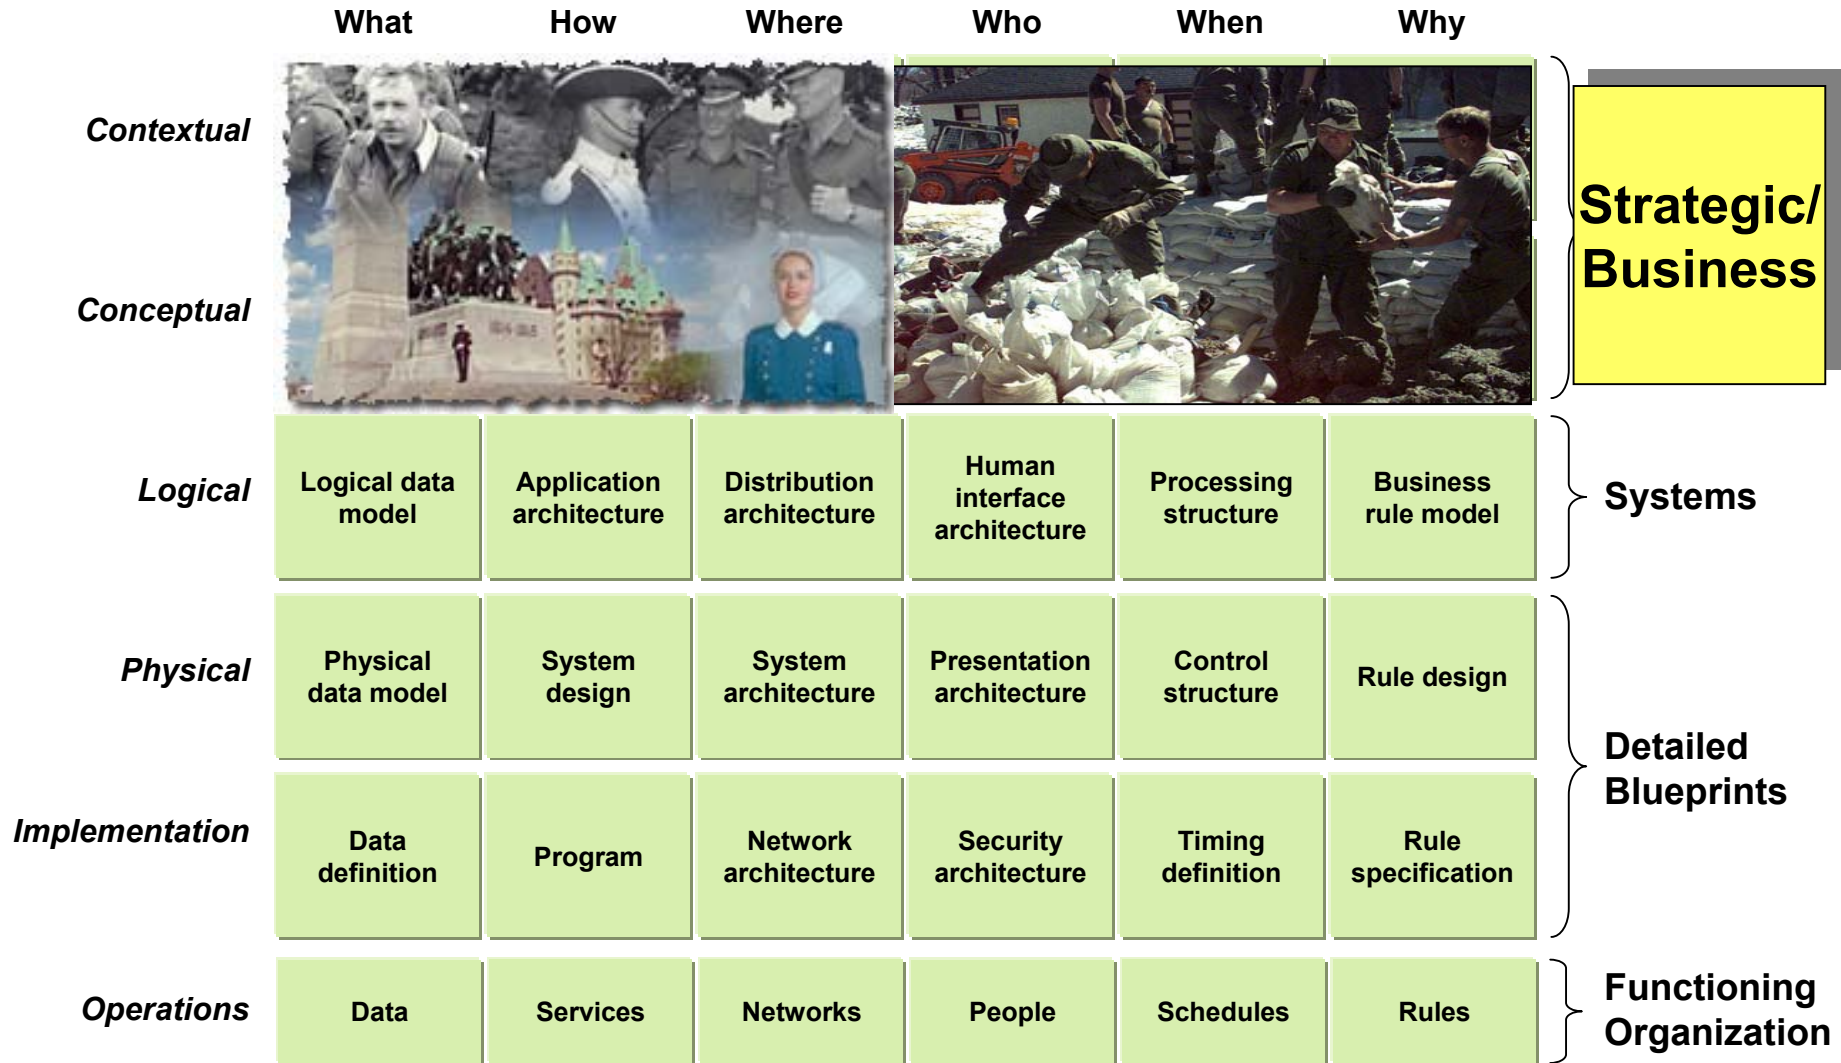 What How Where Who When Why
Contextual
Strategic/
Business
Conceptual
Logical
Logical data
model
Application
architecture
Distribution
architecture
Human
interface
architecture
Processing
structure
Business
rule model
Systems
Physical
Physical
data model
System
design
System
architecture
Presentation
architecture
Control
structure
Rule design
Detailed
Blueprints
Implementation
Data
definition
Program
Network
architecture
Security
architecture
Timing
definition
Rule
specification
Operations
Data
Services
Networks
People
Schedules
Rules
Functioning
Organization